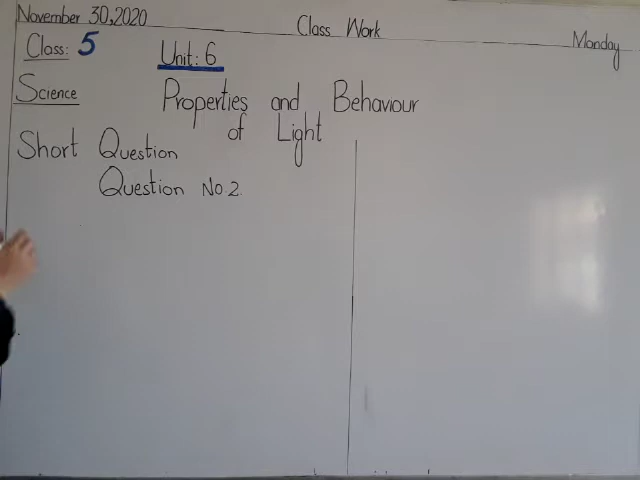 November 30,2020 Class Work Monday
Class: 5 Unit: 6
Science Properties and Behaviour
of Light
Short Question
Question No 2.